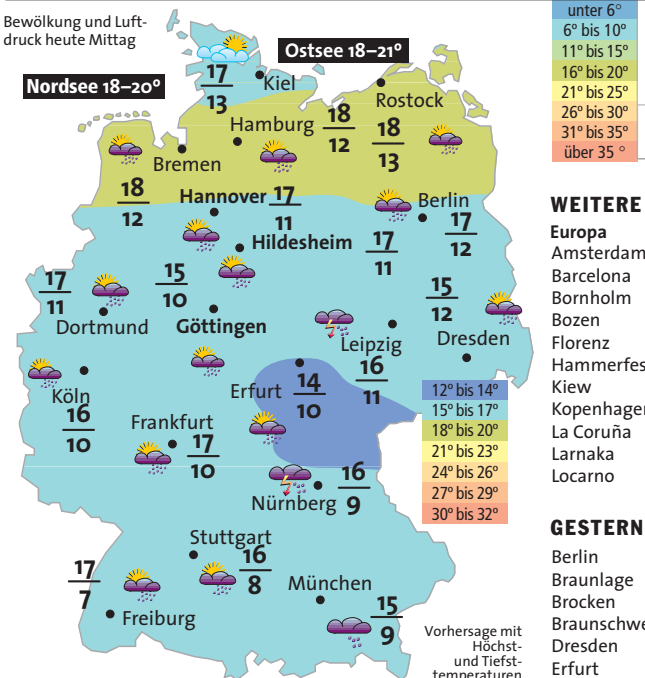 Bewölkung und Luft-
druck heute Mittag
Nordsee 18–20°
Ostsee 18–21°
17
13
Kiel
Rostock
Hamburg
18
12
18
13
Bremen
18
12
Hannover
17
11
Berlin
17
12
Hildesheim
17
11
17
11
15
10
15
12
Dortmund
Göttingen
Leipzig
Dresden
16
11
Köln
16
10
Erfurt
14
10
Frankfurt
17
10
Nürnberg
16
9
Stuttgart
16
8
17
7
Freiburg
München
15
9
12° bis 14°
15° bis 17°
18° bis 20°
21° bis 23°
24° bis 26°
27° bis 29°
30° bis 32°
Vorhersage mit
Höchst-
und Tiefst-
temperaturen
unter 6°
6° bis 10°
11° bis 15°
16° bis 20°
21° bis 25°
26° bis 30°
31° bis 35°
über 35 °
WEITERE
Europa
Amsterdam
Barcelona
Bornholm
Bozen
Florenz
Hammerfes
Kiew
Kopenhagen
La Coruña
Larnaka
Locarno
GESTERN
Berlin
Braunlage
Brocken
Braunschwe
Dresden
Erfurt